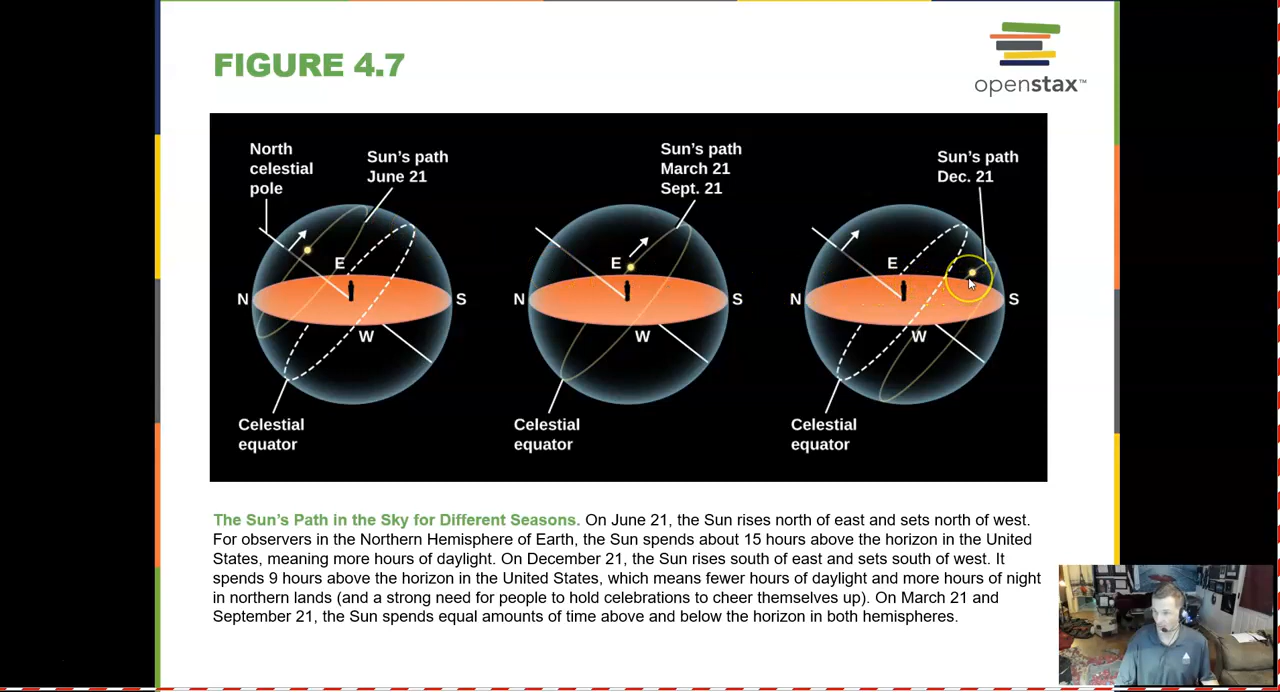 FIGURE 4.7
openstax™
North
celestial
pole
Sun's path
June 21
E
N
S
W
Celestial
equator
Sun's path
March 21
Sept. 21
E
N
S
W
Celestial
equator
Sun's path
Dec. 21
E
N
S
W
Celestial
equator
The Sun's Path in the Sky for Different Seasons. On June 21, the Sun rises north of east and sets north of west.
For observers in the Northern Hemisphere of Earth, the Sun spends about 15 hours above the horizon in the United
States, meaning more hours of daylight. On December 21, the Sun rises south of east and sets south of west. It
spends 9 hours above the horizon in the United States, which means fewer hours of daylight and more hours of night
in northern lands (and a strong need for people to hold celebrations to cheer themselves up). On March 21 and
September 21, the Sun spends equal amounts of time above and below the horizon in both hemispheres.